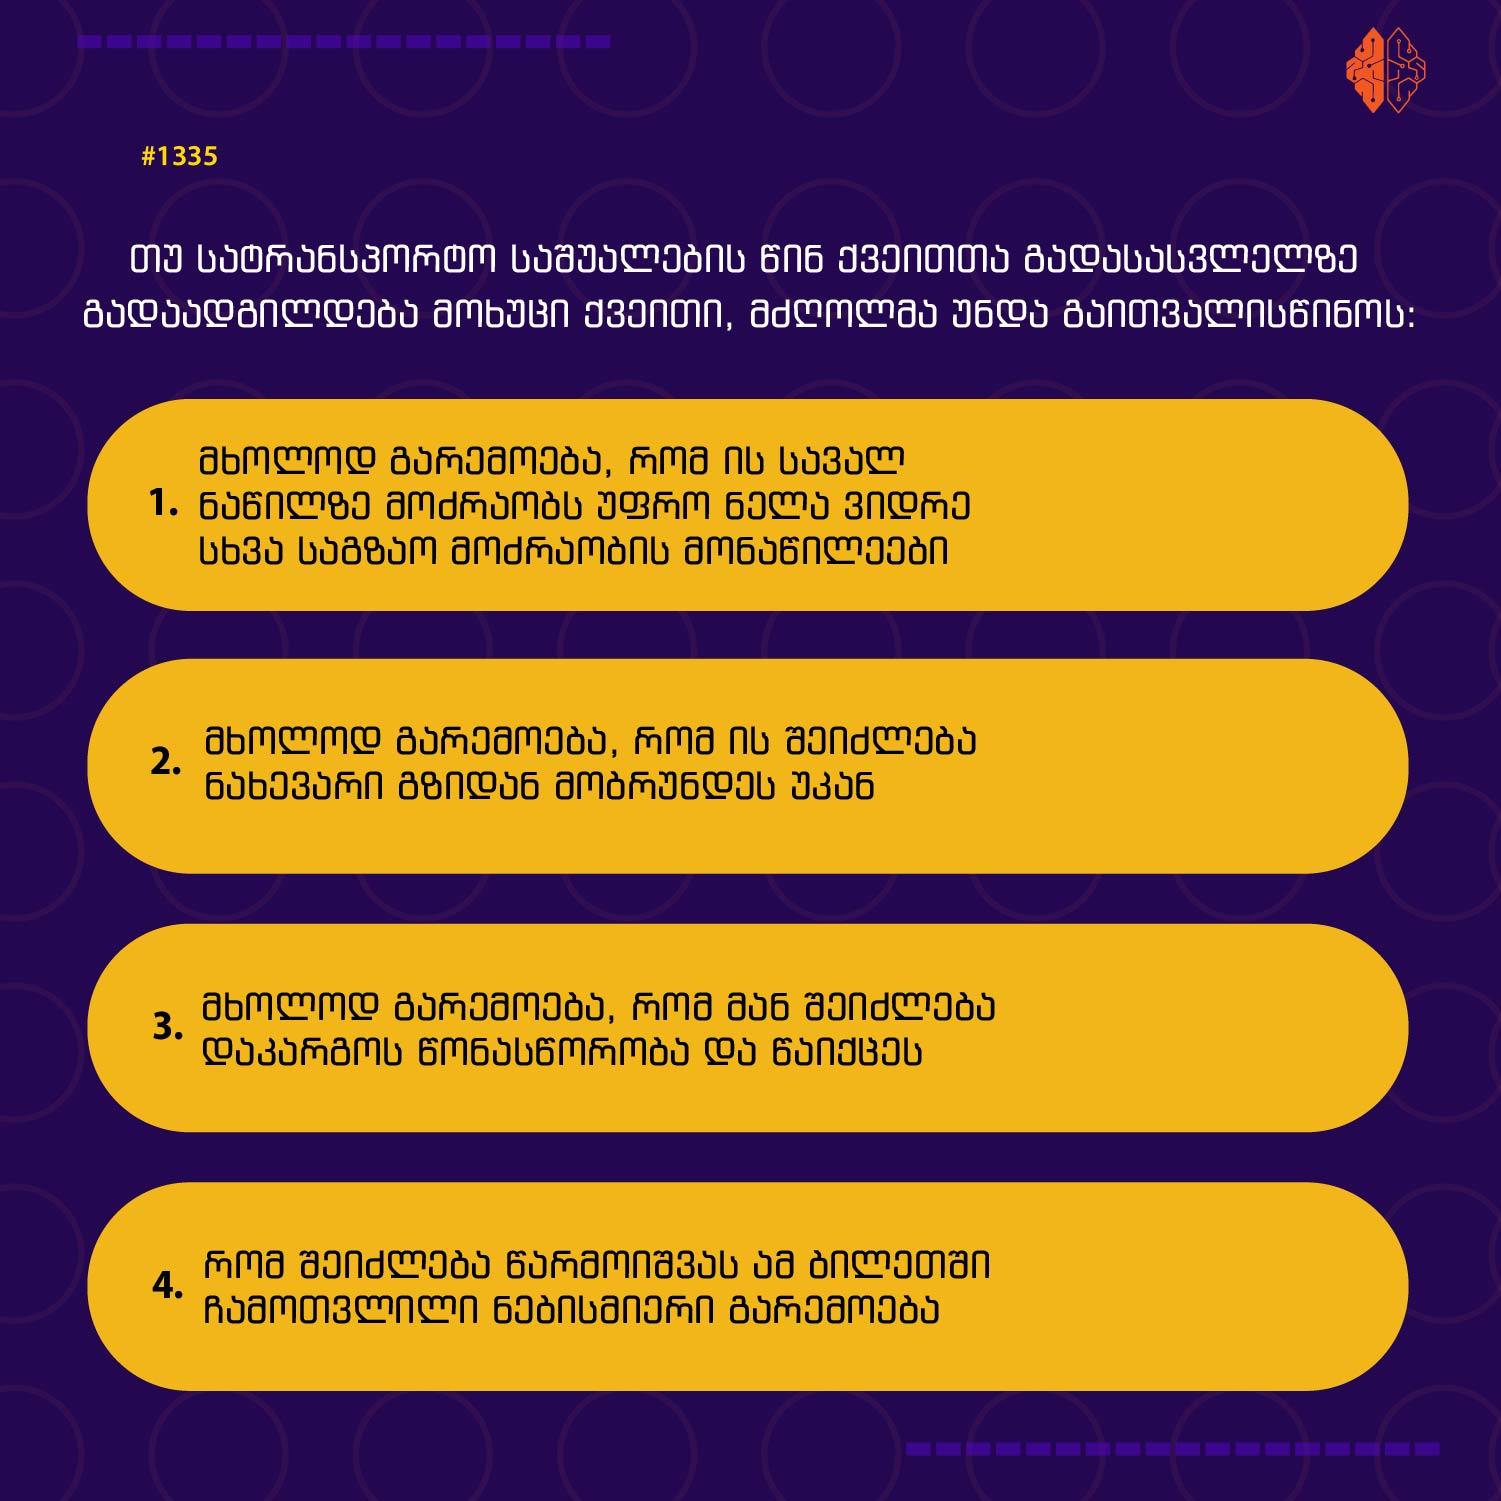 #1335
თუ სატრანსპორტო საშუალების წინ ქვეითთა გადასასვლელზე
გადაადგილდება მოხუცი ქვეითი, მძღოლმა უნდა გაითვალისწინოს:
მხოლოდ გარემოება, რომ ის სავალ
1. ნაწილზე მოძრაობს უფრო ნელა ვიდრე
სხვა საგზაო მოძრაობის მონაწილეები
2. მხოლოდ გარემოება, რომ ის შეიძლება
ნახევარი გზიდან მობრუნდეს უკან
3. მხოლოდ გარემოება, რომ მან შეიძლება
დაკარგოს წონასწორობა და წაიქცეს
4. რომ შეიძლება წარმოიშვას ამ ბილეთში
ჩამოთვლილი ნებისმიერი გარემოება